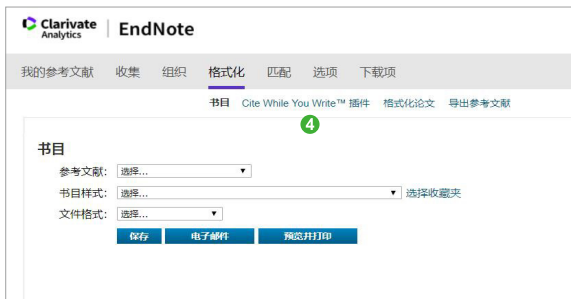 Clarivate Analytics | EndNote
我的参考文献 收集 组织 格式化 匹配 选项 下载项
书目 Cite While You Write™ 插件 格式化论文 导出参考文献
4
书目
参考文献: 选择...
书目样式: 选择... 选择收藏夹
文件格式: 选择...
保存 电子邮件 预览并打印